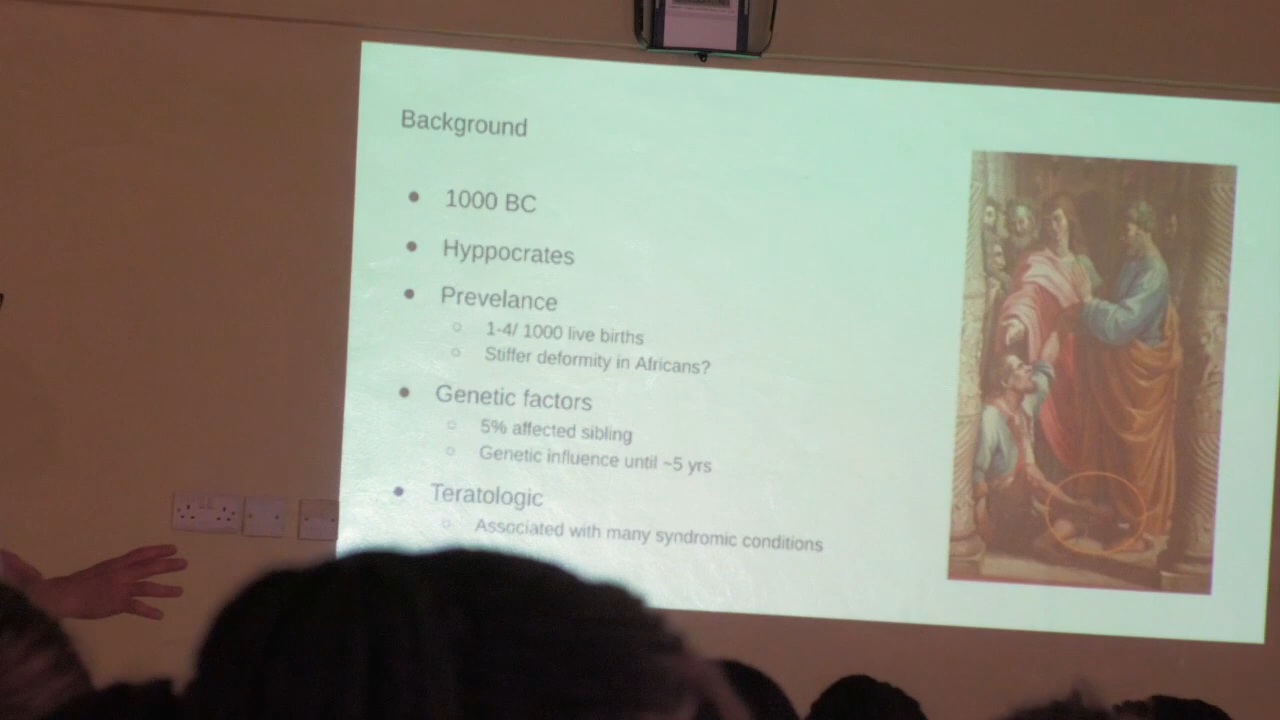 Background
1000 BC
Hyppocrates
Prevelance
1-4/ 1000 live births
Stiffer deformity in Africans?
Genetic factors
5% affected sibling
Genetic influence until ~5 yrs
Teratologic
Associated with many syndromic conditions